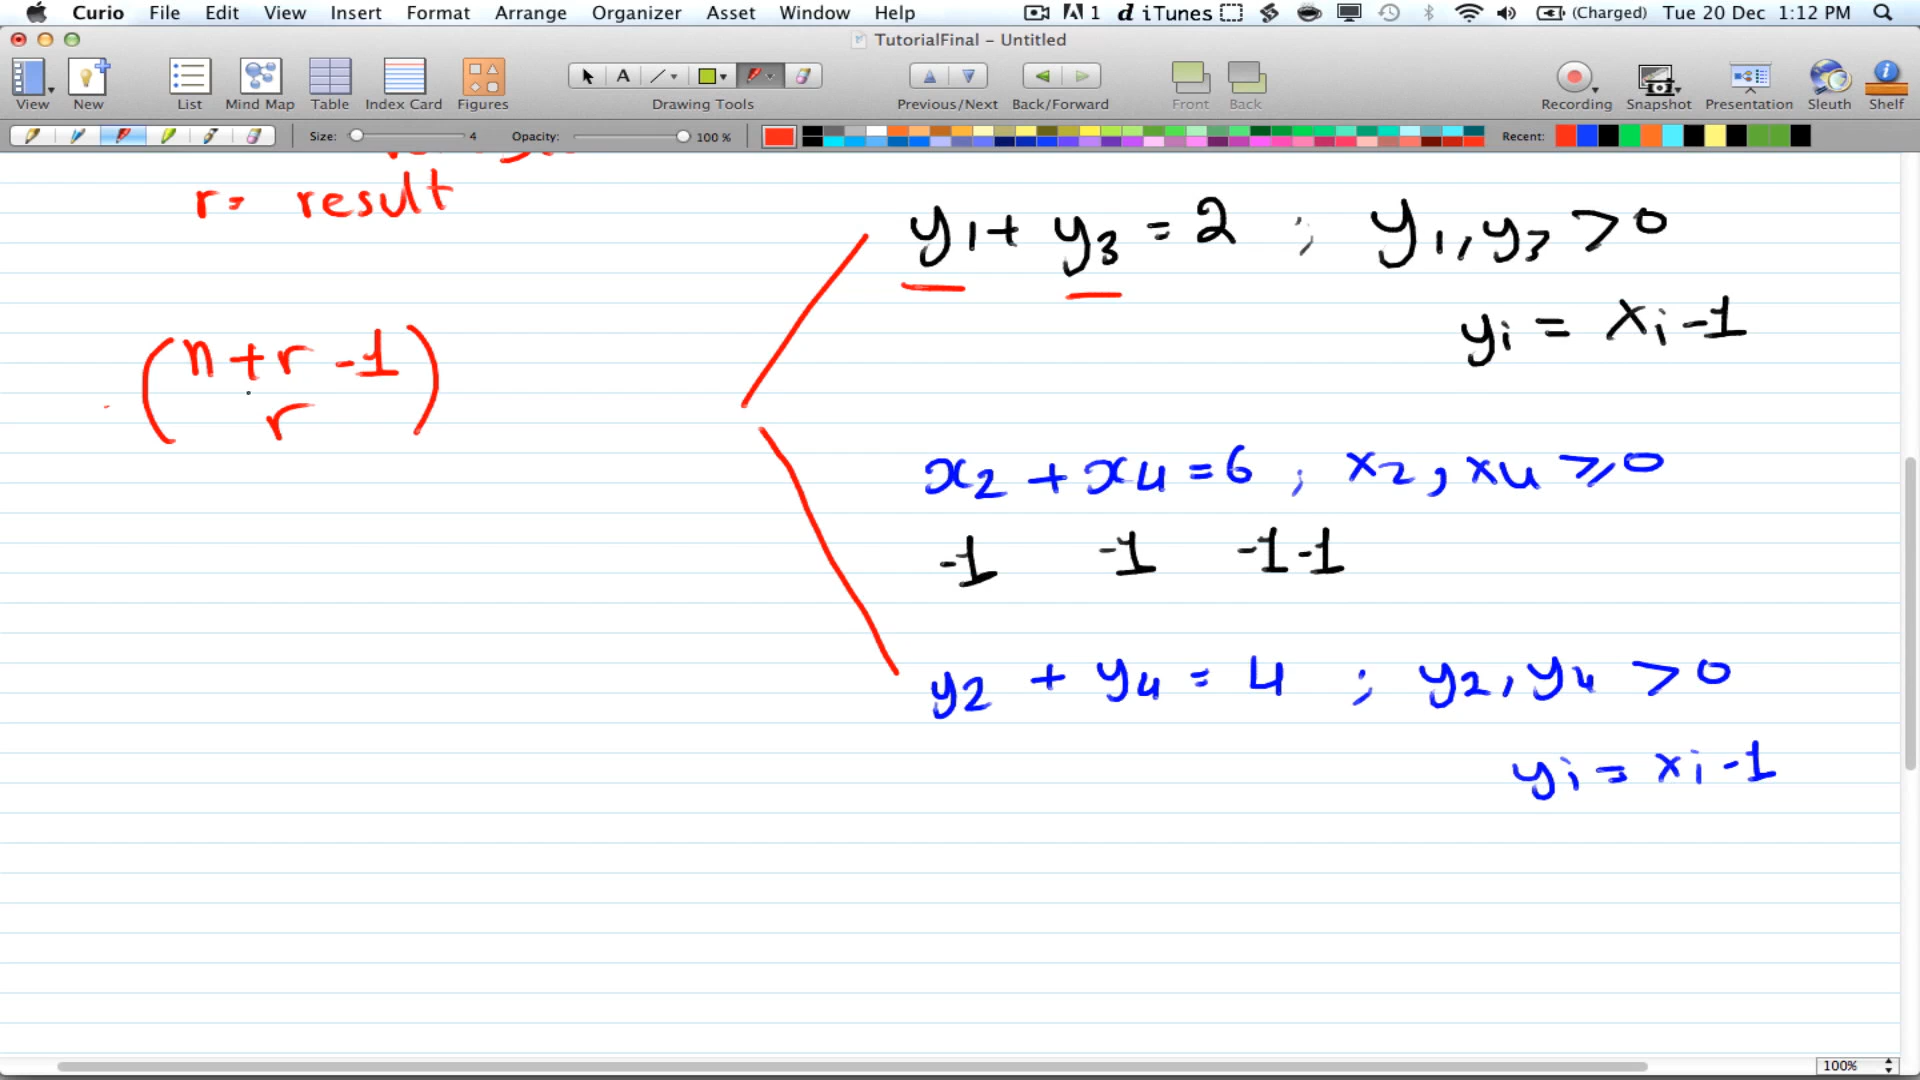 Curio File Edit View Insert Format Arrange Organizer Asset Window Help 1 d iTunes (Charged) Tue 20 Dec 1:12 PM
TutorialFinal – Untitled
View New List Mind Map Table Index Card Figures Drawing Tools Previous/Next Back/Forward Front Back Recording Snapshot Presentation Sleuth Shelf
Size: 4 Opacity: 100 % Recent:
r= result
y1+ y3 = 2 ; y1, y3 >0
yi = xi -1
(n+r-1
r)
x2 + x4 = 6 ; x2, x4 ≥0
-1 -1 -1-1
y2 + y4 = 4 ; y2, y4 >0
yi = xi -1
100%